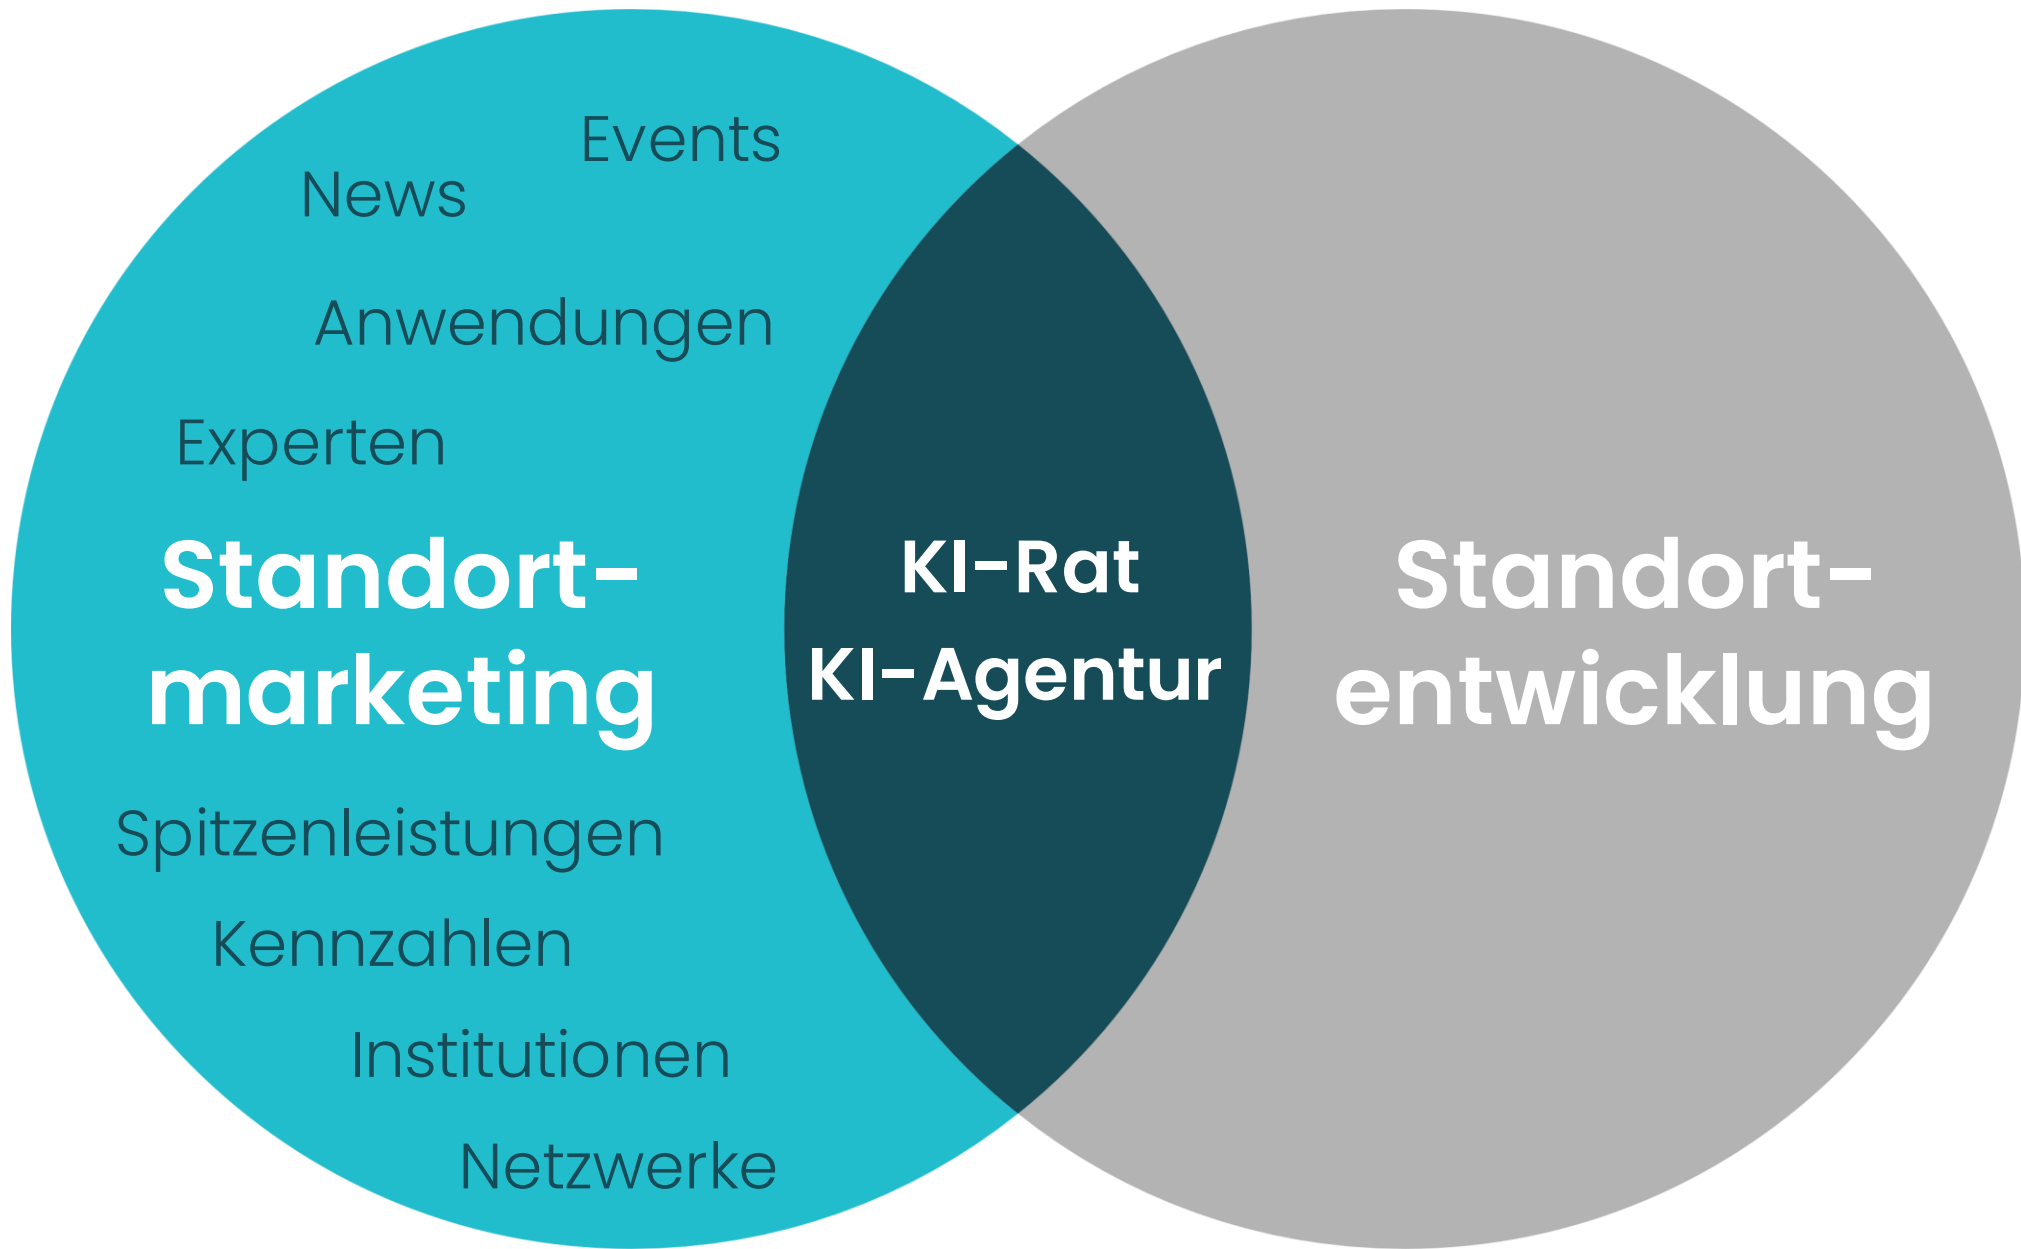 Events
News
Anwendungen
Experten
Standort-
marketing
Spitzenleistungen
Kennzahlen
Institutionen
Netzwerke
KI-Rat
KI-Agentur
Standort-
entwicklung